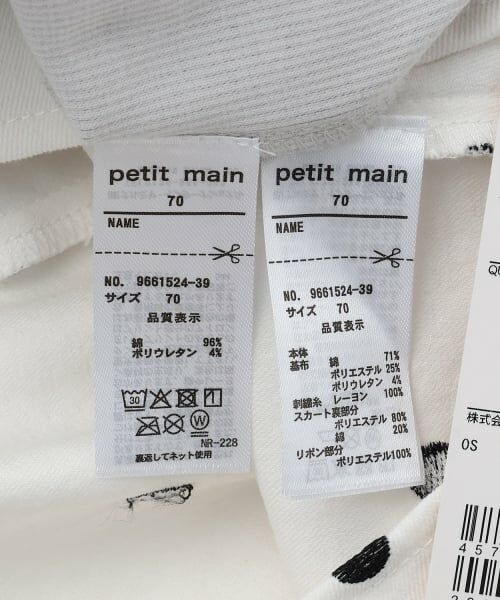 petit main
70
NAME
NO. 9661524-39
サイズ 70
品質表示
綿 96%
ポリウレタン 4%
30
W
NR-228
裏返してネット使用
petit main
70
NAME
NO. 9661524-39
サイズ 70
品質表示
本体
基布 綿 71%
ポリエステル 25%
ポリウレタン 4%
刺繍糸 レーヨン 100%
スカート裏部分
ポリエステル 80%
綿 20%
リボン部分
ポリエステル100%
株式会
OS
457